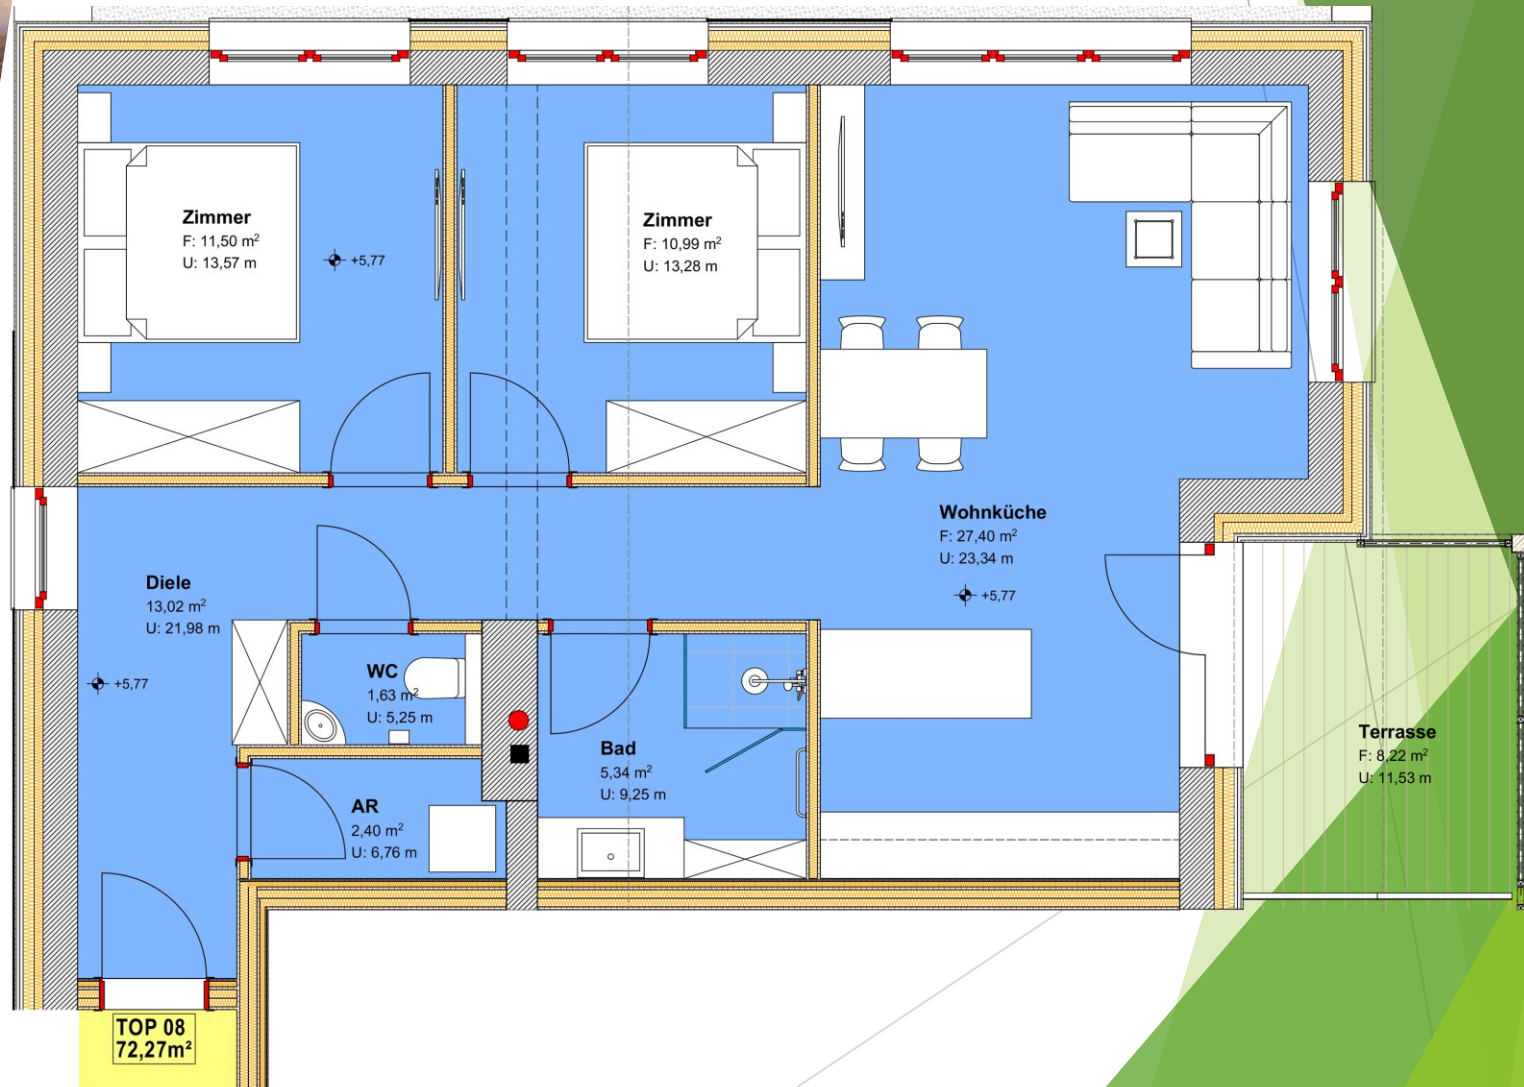 Zimmer
F: 11,50 m²
U: 13,57 m
+5,77
Zimmer
F: 10,99 m²
U: 13,28 m
Wohnküche
F: 27,40 m²
U: 23,34 m
+5,77
Diele
13,02 m²
U: 21,98 m
+5,77
WC
1,63 m²
U: 5,25 m
Bad
5,34 m²
U: 9,25 m
AR
2,40 m²
U: 6,76 m
Terrasse
F: 8,22 m²
U: 11,53 m
TOP 08
72,27m²